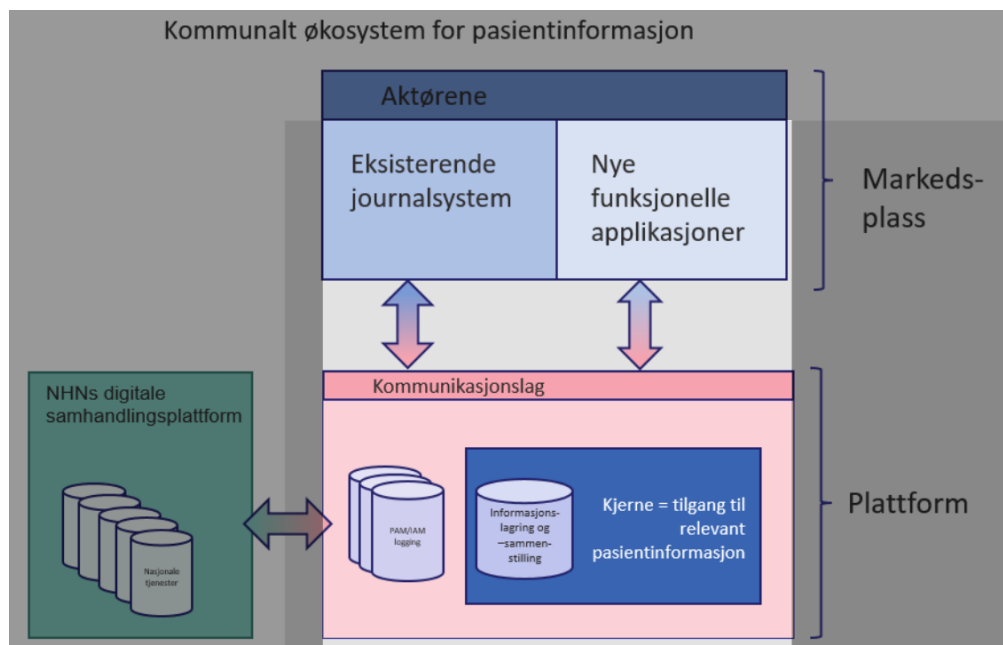 Kommunalt økosystem for pasientinformasjon
Aktørene
Eksisterende
journalsystem
Nye
funksjonelle
applikasjoner
Markeds-
plass
Kommunikasjonslag
NHNs digitale
samhandlingsplattform
Nasjonale
tjenester
PAM/IAM
logging
Informasjons-
lagring og
–sammen-
stilling
Kjerne = tilgang til
relevant
pasientinformasjon
Plattform